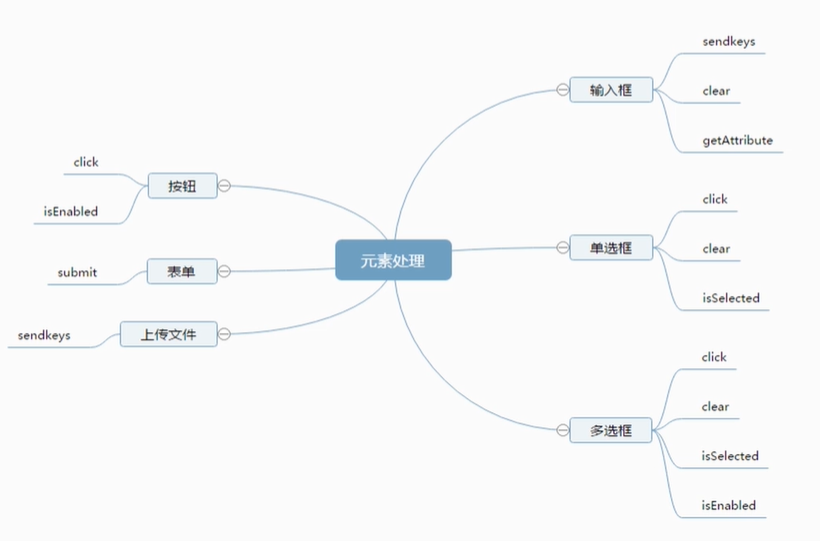 元素处理
输入框
sendkeys
clear
getAttribute
单选框
click
clear
isSelected
多选框
click
clear
isSelected
isEnabled
按钮
click
isEnabled
表单
submit
上传文件
sendkeys